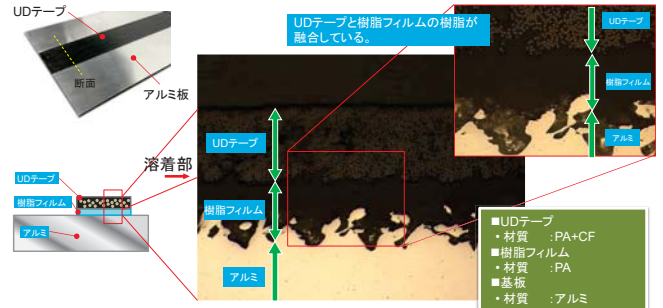 UDテープ
断面
アルミ板
UDテープと樹脂フィルムの樹脂が
融合している。
UDテープ
樹脂フィルム
アルミ
溶着部
UDテープ
樹脂フィルム
アルミ
UDテープ
樹脂フィルム
アルミ
■UDテープ
・材質 :PA+CF
■樹脂フィルム
・材質 :PA
■基板
・材質 :アルミ